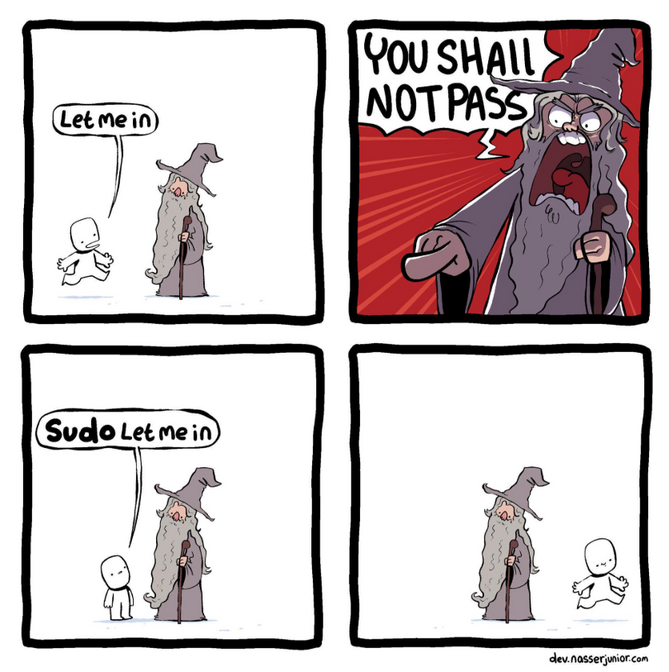 Let me in
YOU SHAll
NOT PASS
Sudo Let me in
dev.nasserjunior.com